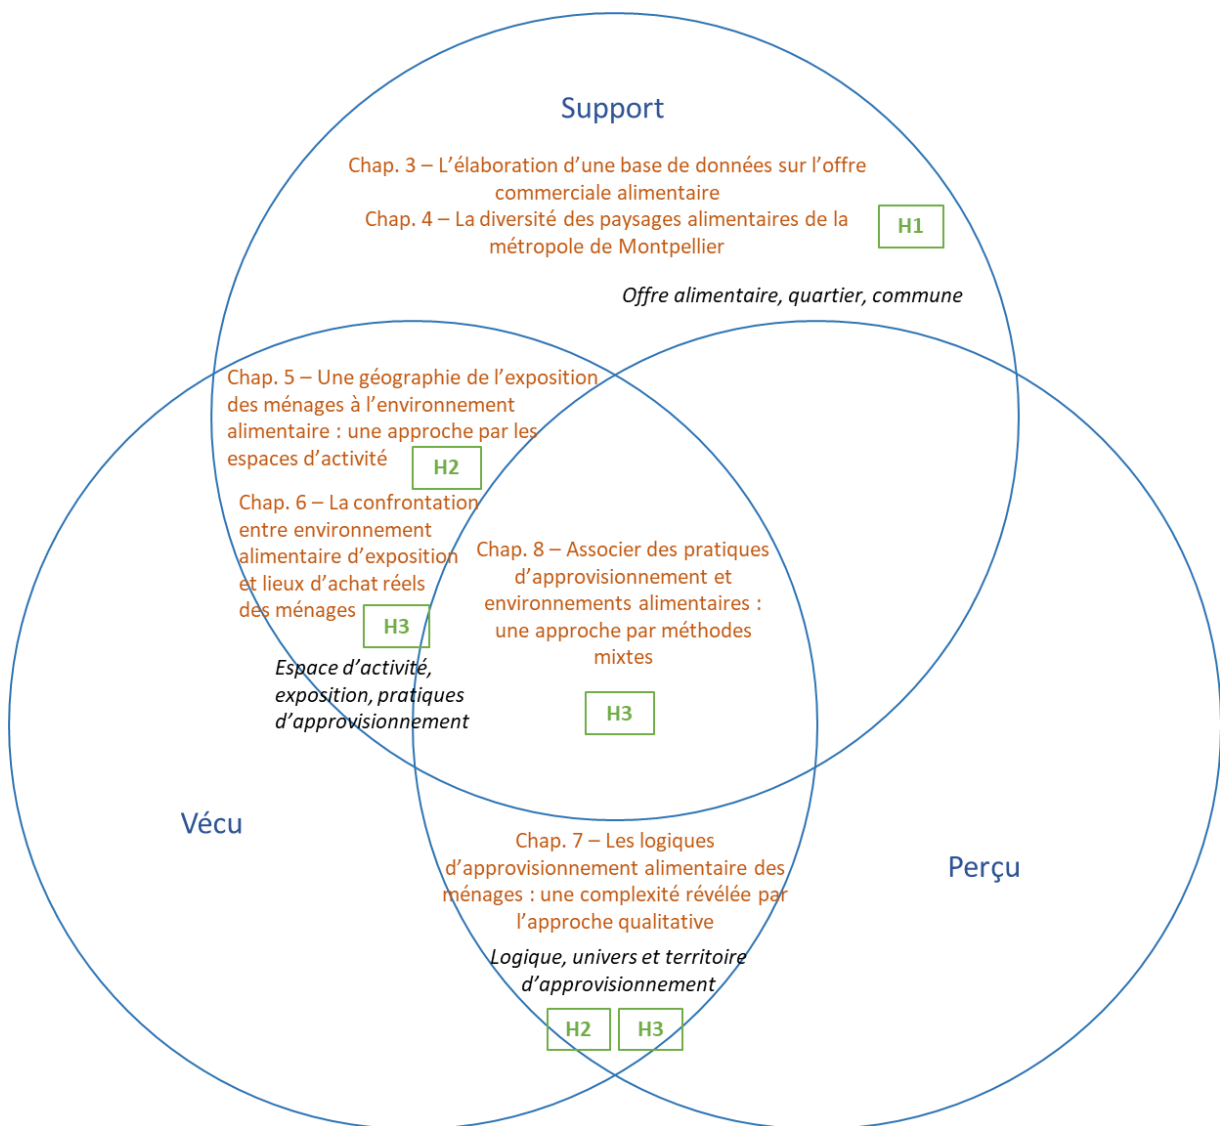 Support
Chap. 3 – L’élaboration d’une base de données sur l’offre
commerciale alimentaire
Chap. 4 – La diversité des paysages alimentaires de la
métropole de Montpellier
H1
Offre alimentaire, quartier, commune
Chap. 5 – Une géographie de l’exposition
des ménages à l’environnement
alimentaire : une approche par les
espaces d’activité
H2
Chap. 6 – La confrontation
entre environnement
alimentaire d’exposition
et lieux d’achat réels
des ménages
H3
Espace d’activité,
exposition, pratiques
d’approvisionnement
Chap. 8 – Associer des pratiques
d’approvisionnement et
environnements alimentaires :
une approche par méthodes
mixtes
H3
Vécu
Perçu
Chap. 7 – Les logiques
d’approvisionnement alimentaire des
ménages : une complexité révélée par
l’approche qualitative
Logique, univers et territoire
d’approvisionnement
H2 H3